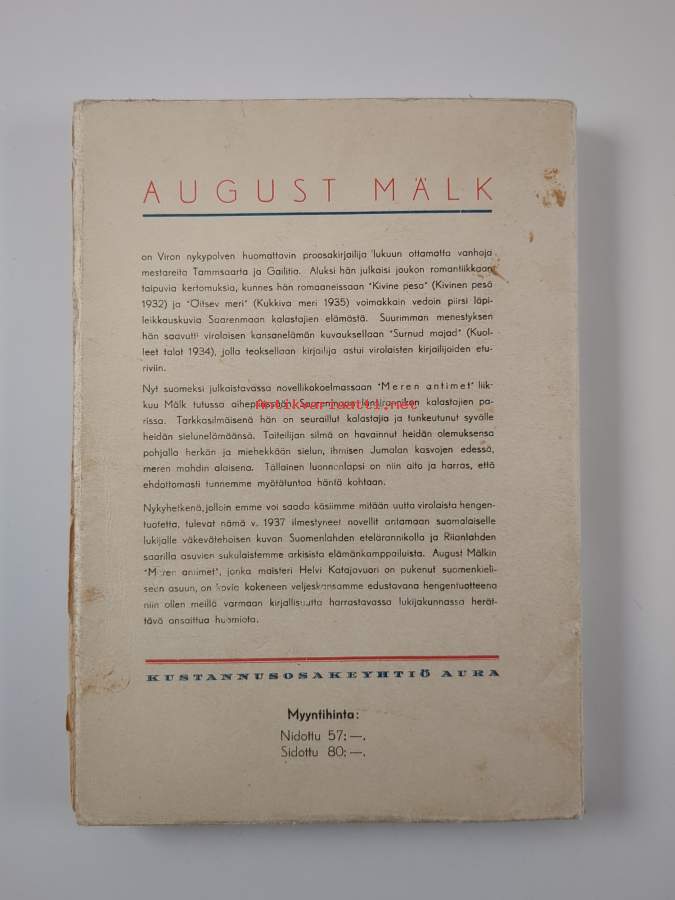 AUGUST MÄLK
on Viron nykypolven huomattavin proosakirjailija lukuun ottamatta vanhoja
mestareita Tammsaarta ja Gailitia. Aluksi hän julkaisi joukon romantiikkaan
taipuvia kertomuksia, kunnes hän romaaneissaan "Kivine pesa" (Kivinen pesä
1932) ja "Õitsev meri" (Kukkiva meri 1935) voimakkain vedoin piirsi läpi-
leikkauskuvia Saarenmaan kalastajien elämästä. Suurimman menestyksen
hän saavutti virolaisen kansanelämän kuvauksellaan "Surnud majad" (Kuol-
leet talot 1934), jolla teoksellaan kirjailija astui virolaisten kirjailijoiden etu-
riviin.
Nyt suomeksi julkaistavassa novellikokoelmassaan "Meren antimet" liik-
kuu Mälk tutussa aihepiirissään Saarenmaan länsirannikon kalastajien pa-
rissa. Tarkkasilmäisenä hän on seuraillut kalastajia ja tunkeutunut syvälle
heidän sielunelämäänsä. Taiteilijan silmä on havainnut heidän olemuksensa
pohjalla herkän ja miehekkään sielun, ihmisen Jumalan kasvojen edessä,
meren mahdin alaisena. Tällainen luonnonlapsi on niin aito ja harras, että
ehdottomasti tunnemme myötätuntoa häntä kohtaan.
Nykyhetkenä, jolloin emme voi saada käsiimme mitään uutta virolaista hengen-
tuotetta, tulevat nämä v. 1937 ilmestyneet novellit antamaan suomalaiselle
lukijalle väkevätehoisen kuvan Suomenlahden etelärannikolla ja Riianlahden
saarilla asuvien sukulaistemme arkisista elämänkamppailuista. August Mälkin
"Meren antimet", jonka maisteri Helvi Katajavuori on pukenut suomenkieli-
seen asuun, on kovia kokeneen veljeskansamme edustavana hengentuotteena
niin ollen meillä varmaan kirjallisuutta harrastavassa lukijakunnassa herät-
tävä ansaittua huomiota.
KUSTANNUSOSAKEYHTIÖ AURA
Myyntihinta:
Nidottu 57:—.
Sidottu 80:—.
Antikvariaatti.net